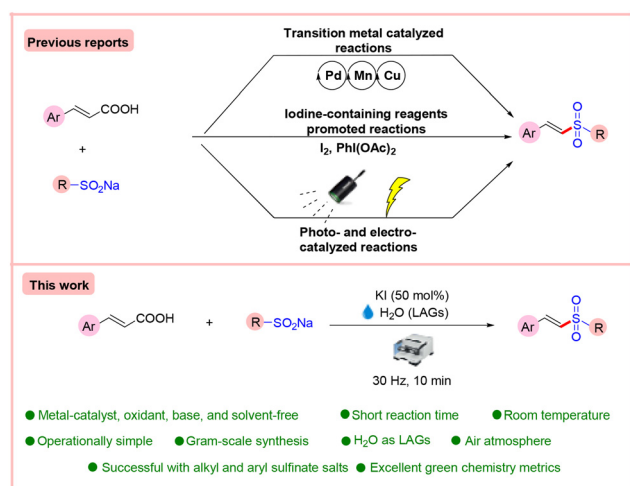 Previous reports
Transition metal catalyzed
reactions
Pd Mn Cu
Ar COOH
+
R-SO₂Na
Iodine-containing reagents
promoted reactions
I₂, PhI(OAc)₂
Photo- and electro-
catalyzed reactions
Ar S R
O
O
This work
Ar COOH + R-SO₂Na
KI (50 mol%)
H₂O (LAGs)
30 Hz, 10 min
Ar S R
O
O
Metal-catalyst, oxidant, base, and solvent-free Short reaction time Room temperature
Operationally simple Gram-scale synthesis H₂O as LAGs Air atmosphere
Successful with alkyl and aryl sulfinate salts Excellent green chemistry metrics